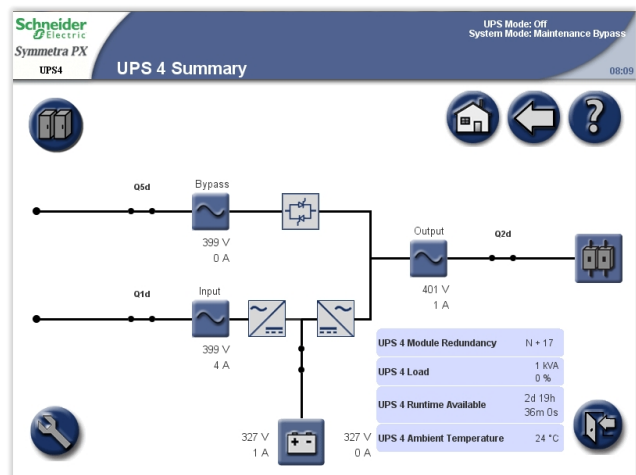 Schneider
Electric
Symmetra PX
UPS4
UPS 4 Summary
UPS Mode: Off
System Mode: Maintenance Bypass
08:09
Q5d
Bypass
399 V
0 A
Output
Q2d
401 V
1 A
Q1d
Input
399 V
4 A
UPS 4 Module Redundancy N + 17
UPS 4 Load 1 kVA
0 %
UPS 4 Runtime Available 2d 19h
36m 0s
UPS 4 Ambient Temperature 24 °C
327 V
1 A
327 V
0 A